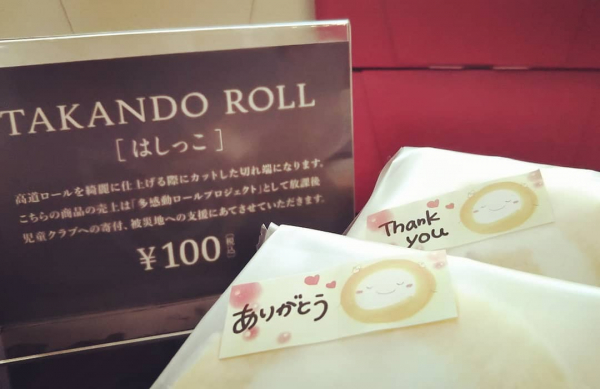 TAKANDO ROLL
[はしっこ]
高道ロールを綺麗に仕上げる際にカットした切れ端になります。
こちらの商品の売上は「多感動ロールプロジェクト」として放課後
児童クラブへの寄付、被災地への支援にあてさせていただきます。
¥100 [税込]
Thank
you
ありがとう